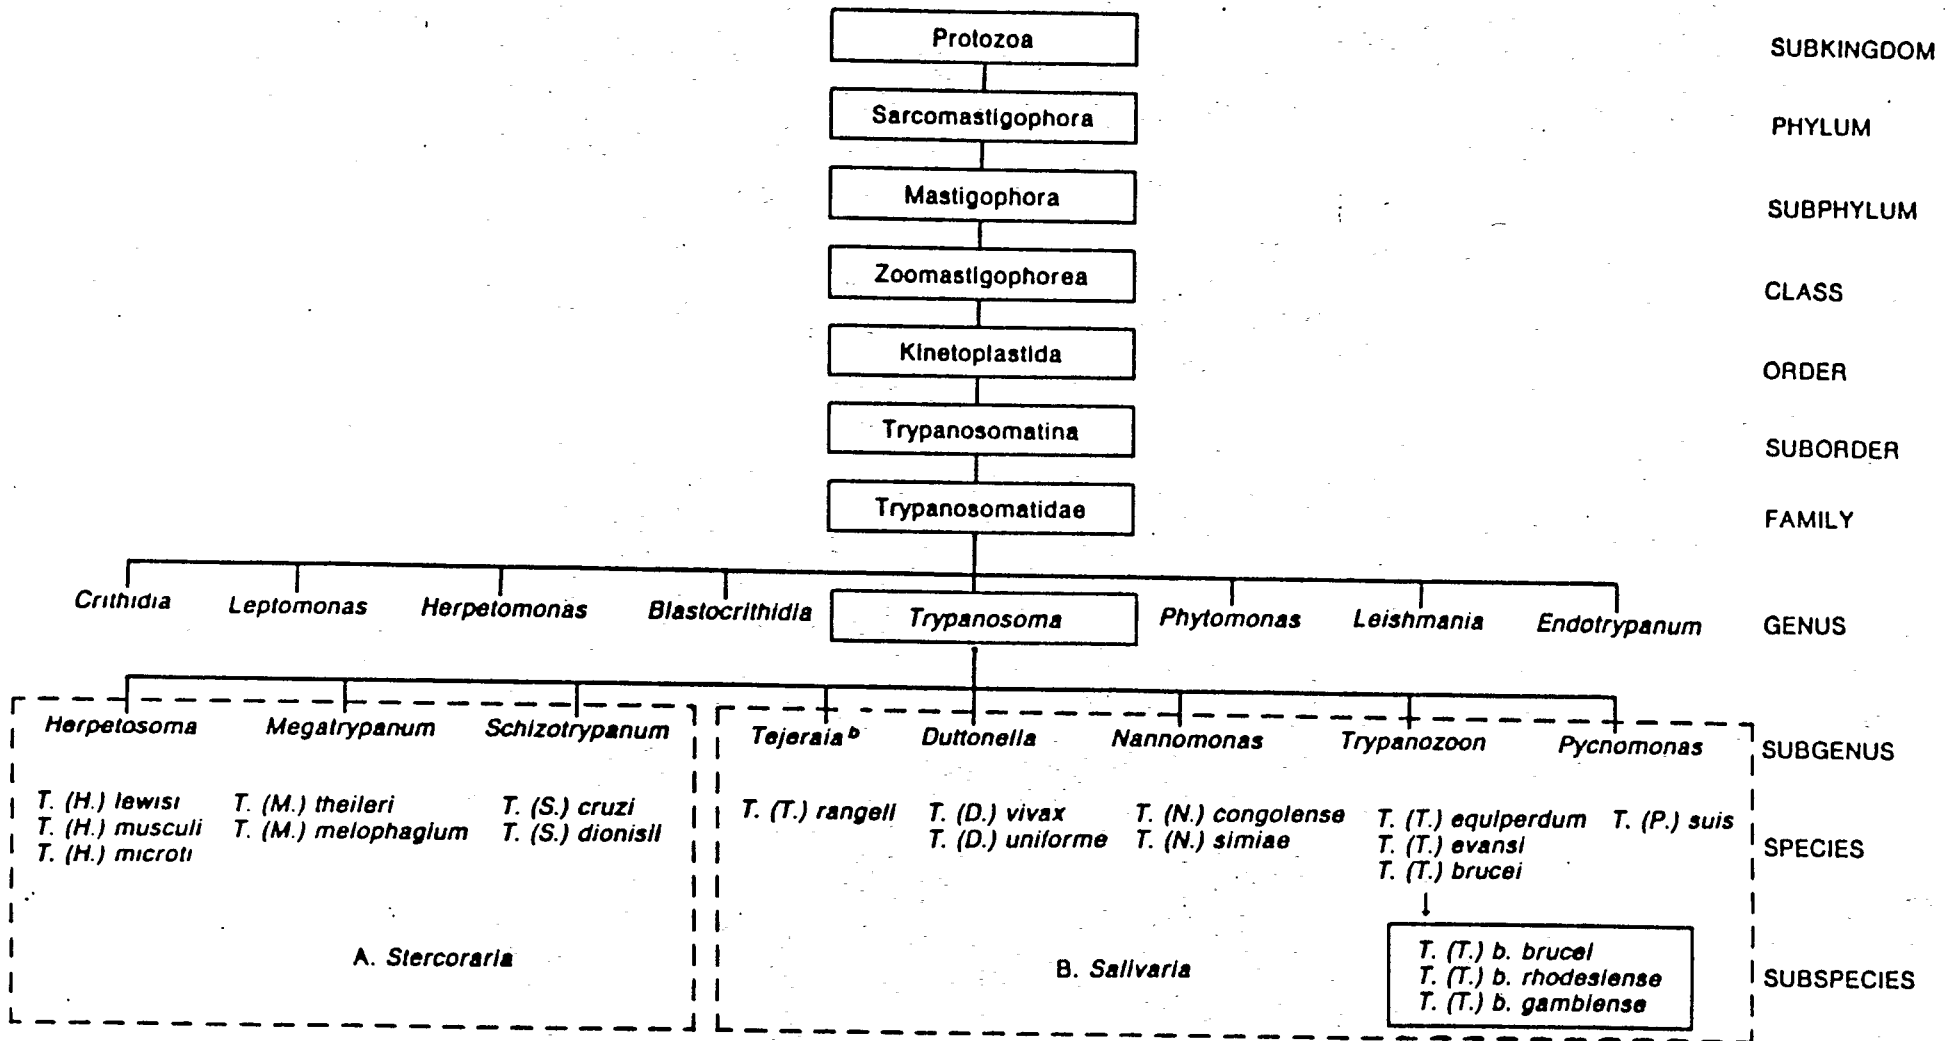 Protozoa
SUBKINGDOM
Sarcomastigophora
PHYLUM
Mastigophora
SUBPHYLUM
Zoomastigophorea
CLASS
Kinetoplastida
ORDER
Trypanosomatina
SUBORDER
Trypanosomatidae
FAMILY
Crithidia Leptomonas Herpetomonas Blastocrithidia Trypanosoma Phytomonas Leishmania Endotrypanum GENUS
Herpetosoma Megatrypanum Schizotrypanum Tejeraia b Duttonella Nannomonas Trypanozoon Pycnomonas SUBGENUS
T. (H.) lewisi
T. (H.) musculi
T. (H.) microti
T. (M.) theileri
T. (M.) melophagium
T. (S.) cruzi
T. (S.) dionisii
T. (T.) rangeli
T. (D.) vivax
T. (D.) uniforme
T. (N.) congolense
T. (N.) simiae
T. (T.) equiperdum
T. (T.) evansi
T. (T.) brucei
T. (P.) suis
SPECIES
A. Stercoraria
B. Salivaria
T. (T.) b. brucei
T. (T.) b. rhodesiense
T. (T.) b. gambiense
SUBSPECIES